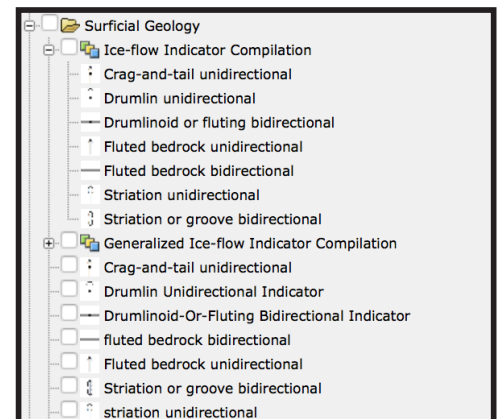 Surficial Geology
Ice-flow Indicator Compilation
Crag-and-tail unidirectional
Drumlin unidirectional
Drumlinoid or fluting bidirectional
Fluted bedrock unidirectional
Fluted bedrock bidirectional
Striation unidirectional
Striation or groove bidirectional
Generalized Ice-flow Indicator Compilation
Crag-and-tail unidirectional
Drumlin Unidirectional Indicator
Drumlinoid-Or-Fluting Bidirectional Indicator
fluted bedrock bidirectional
Fluted bedrock unidirectional
Striation or groove bidirectional
striation unidirectional